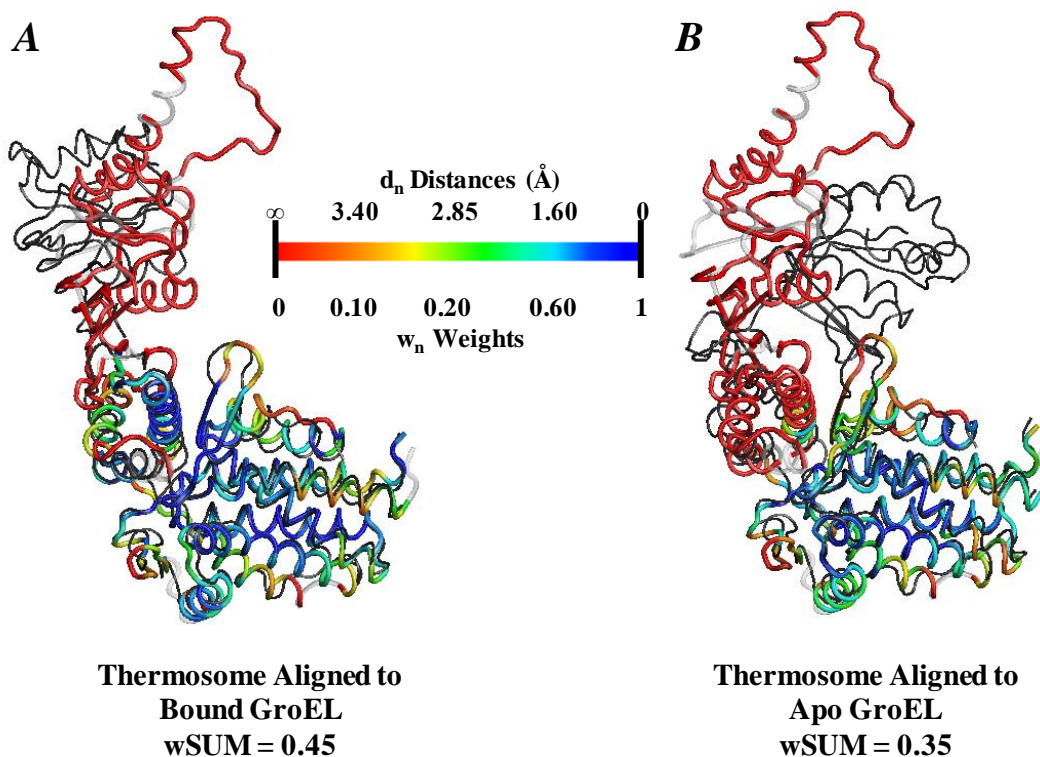 A
B
dn Distances (Å)
∞ 3.40 2.85 1.60 0
0 0.10 0.20 0.60 1
wn Weights
Thermosome Aligned to
Bound GroEL
wSUM = 0.45
Thermosome Aligned to
Apo GroEL
wSUM = 0.35